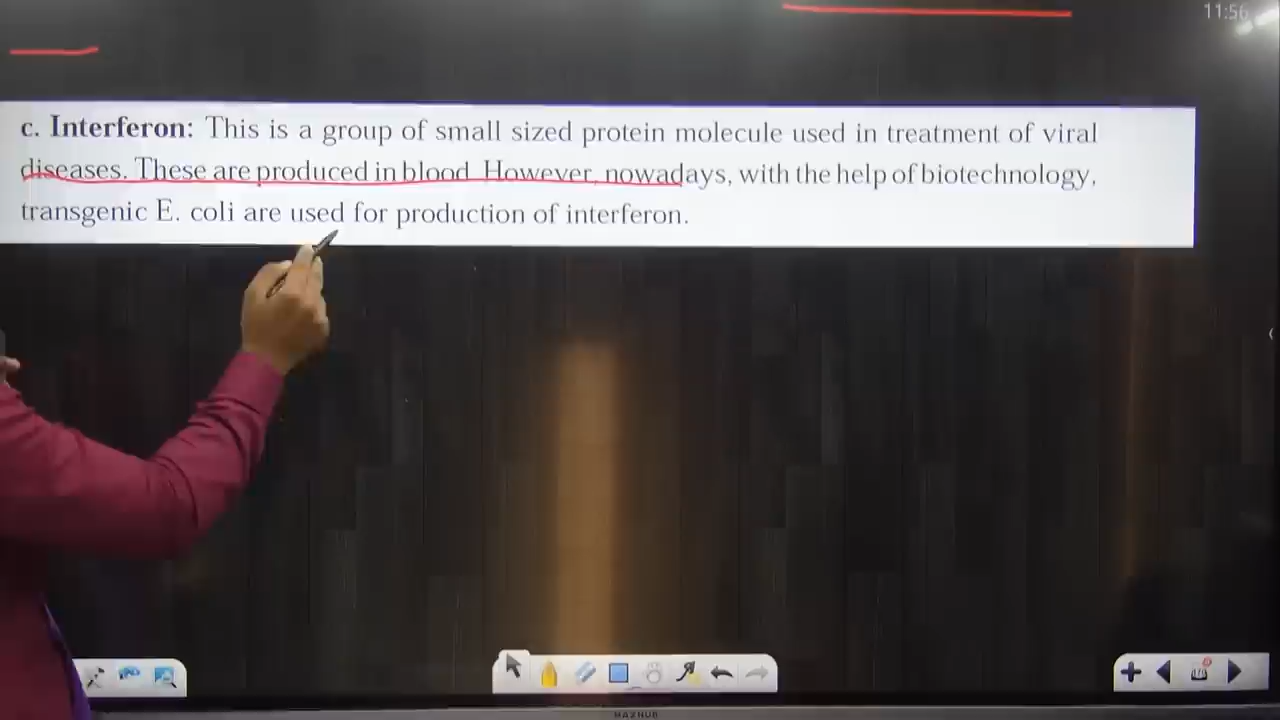 11:56
c. Interferon: This is a group of small sized protein molecule used in treatment of viral
diseases. These are produced in blood. However, nowadays, with the help of biotechnology,
transgenic E. coli are used for production of interferon.
MAXHUB